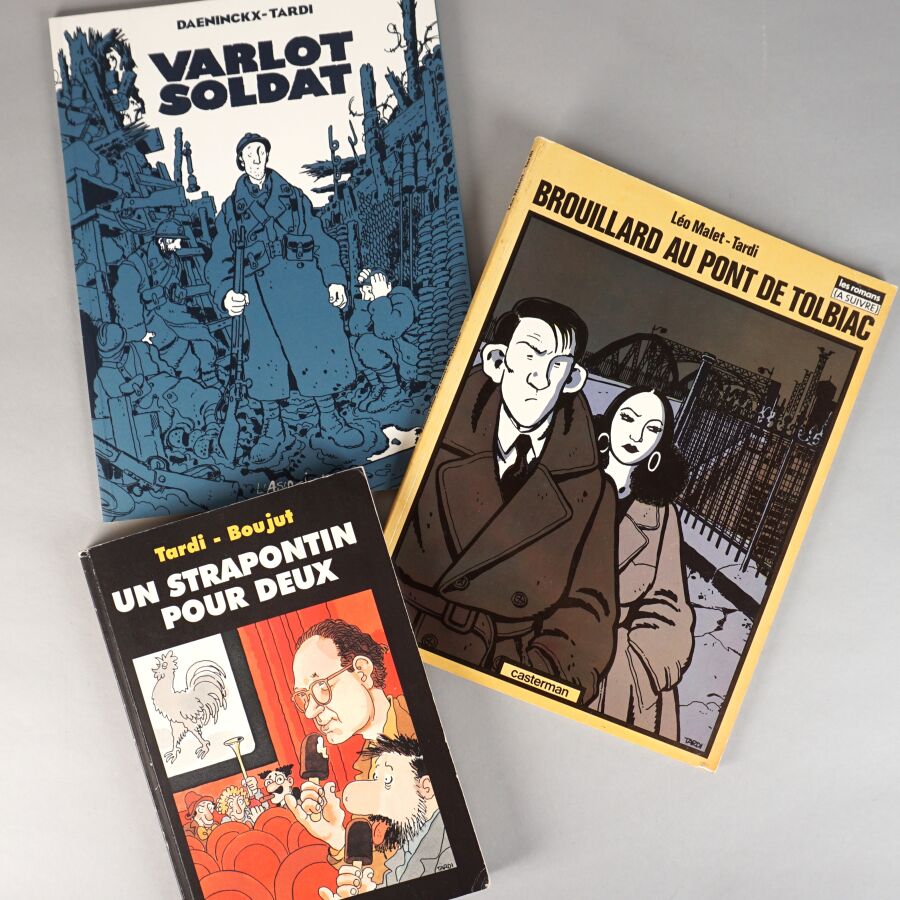 DAENINCKX-TARDI
VARLOT
SOLDAT
Léo Malet - Tardi
BROUILLARD AU PONT DE TOLBIAC
les romans
(A SUIVRE)
casterman
TARDI
Tardi - Boujut
UN STRAPONTIN
POUR DEUX
TARDI